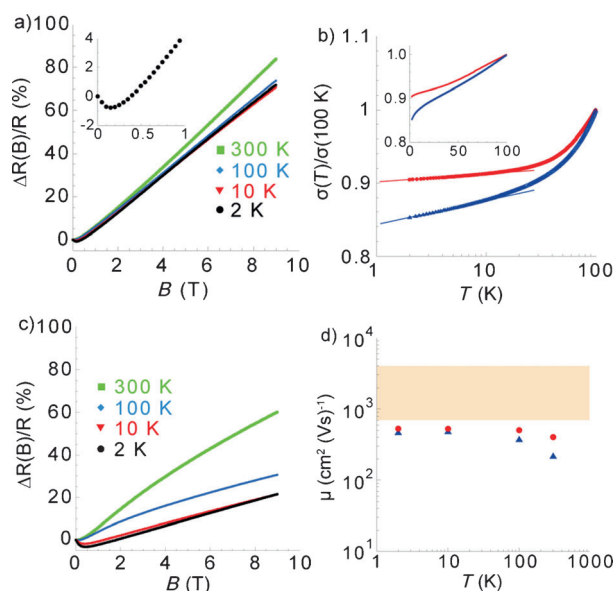 a)
ΔR(B)/R (%)
100
80
60
40
20
0
0 2 4 6 8 10
B (T)
4
2
0
-2
0 0.5 1
300 K
100 K
10 K
2 K
b)
σ(T)/σ(100 K)
1.1
1
0.9
0.8
1 10 100
T (K)
1.0
0.9
0.8
0 50 100
c)
ΔR(B)/R (%)
100
80
60
40
20
0
0 2 4 6 8 10
B (T)
300 K
100 K
10 K
2 K
d)
μ (cm² (Vs)⁻¹)
10⁴
10³
10²
10¹
1 10 100 1000
T (K)